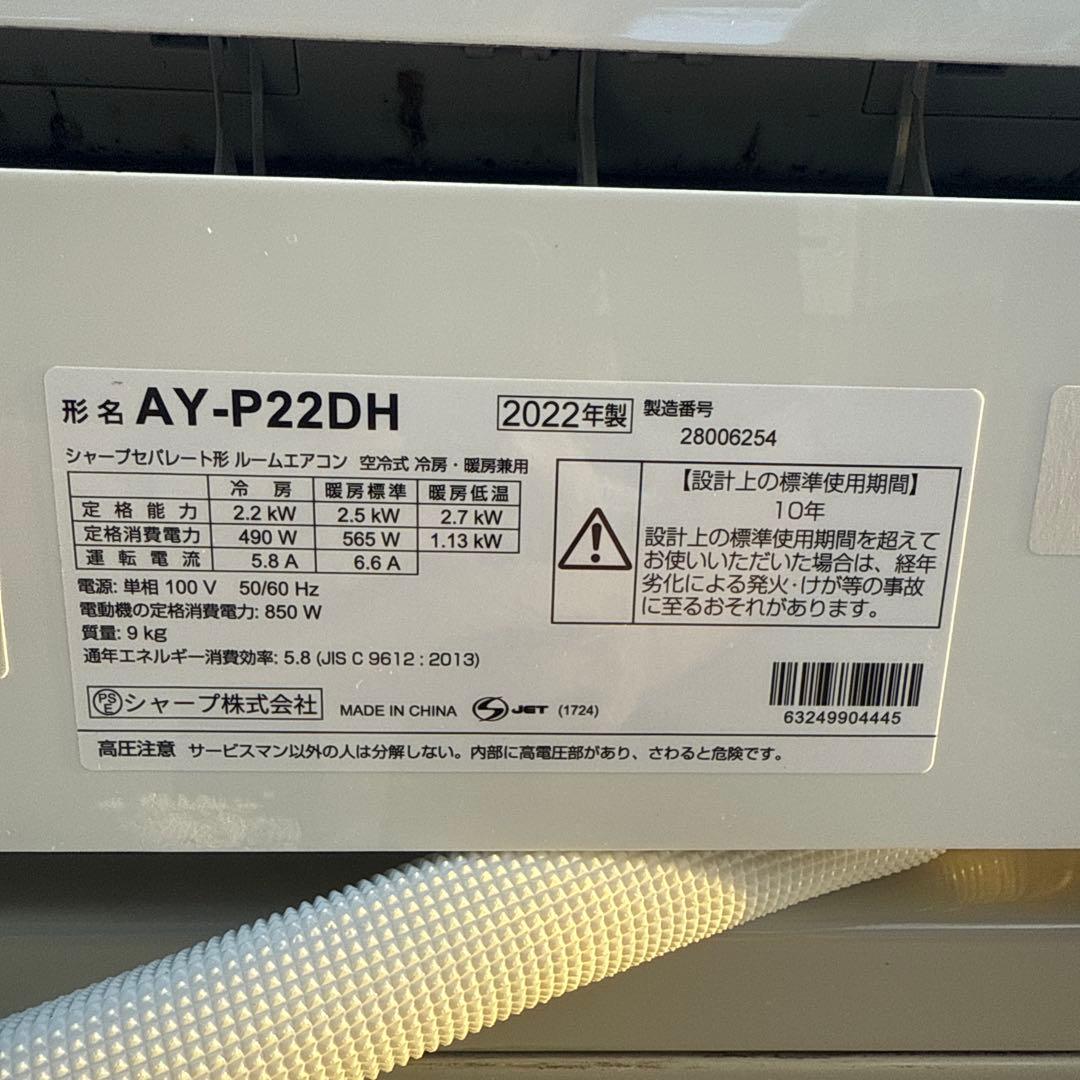 形名 AY-P22DH 2022年製 製造番号
28006254
シャープセパレート形 ルームエアコン 空冷式 冷房・暖房兼用
冷房 暖房標準 暖房低温
定格能力 2.2 kW 2.5 kW 2.7 kW
定格消費電力 490 W 565 W 1.13 kW
運転電流 5.8 A 6.6 A
電源: 単相 100 V 50/60 Hz
電動機の定格消費電力: 850 W
質量: 9 kg
通年エネルギー消費効率: 5.8 (JIS C 9612 : 2013)
【設計上の標準使用期間】
10年
設計上の標準使用期間を超えて
お使いいただいた場合は、経年
劣化による発火・けが等の事故
に至るおそれがあります。
PSE シャープ株式会社 MADE IN CHINA S JET (1724)
63249904445
高圧注意 サービスマン以外の人は分解しない。内部に高電圧部があり、さわると危険です。